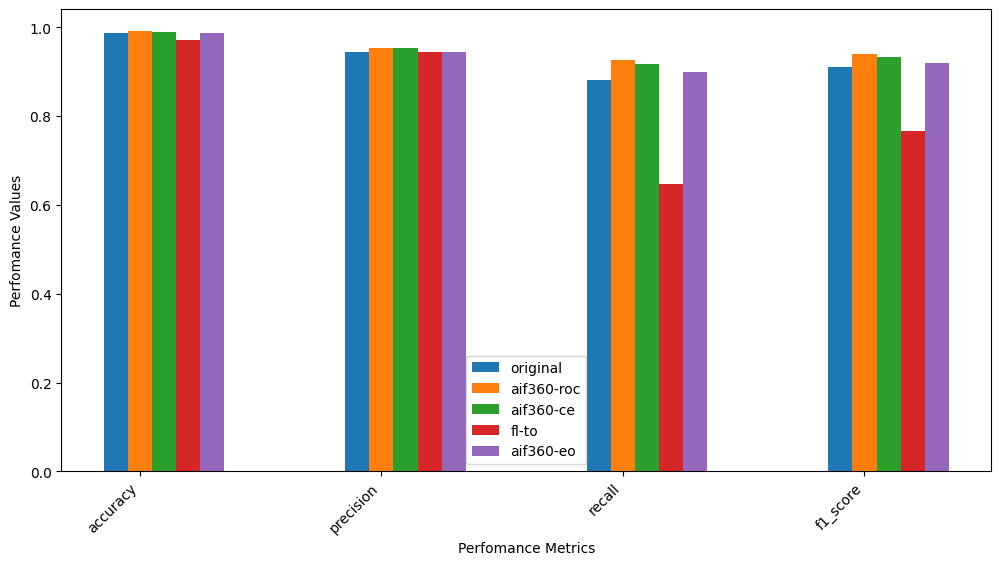 1.0
0.8
0.6
0.4
0.2
0.0
Perfomance Values
original
aif360-roc
aif360-ce
fl-to
aif360-eo
accuracy
precision
recall
f1_score
Perfomance Metrics